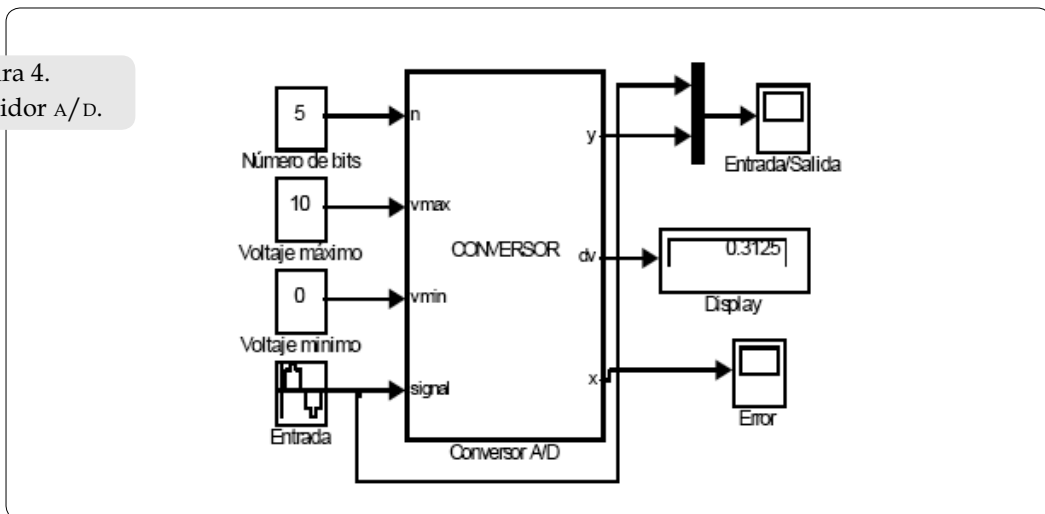 ra 4.
idor A/D.
5
n
Número de bits
10
vmax
Voltaje máximo
0
vmin
Voltaje minimo
signal
Entrada
CONVERSOR
y
dv
x
Conversor A/D
Entrada/Salida
0.3125
Display
Error